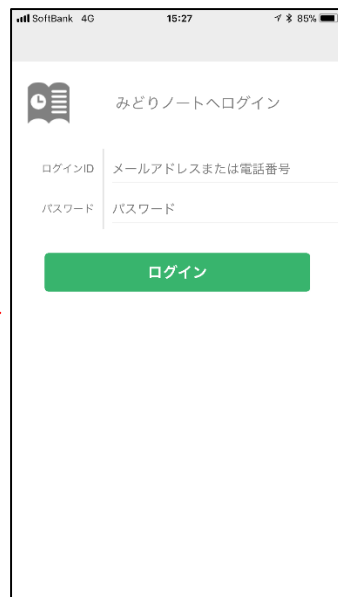 SoftBank 4G 15:27 85%
みどりノートへログイン
ログインID メールアドレスまたは電話番号
パスワード パスワード
ログイン